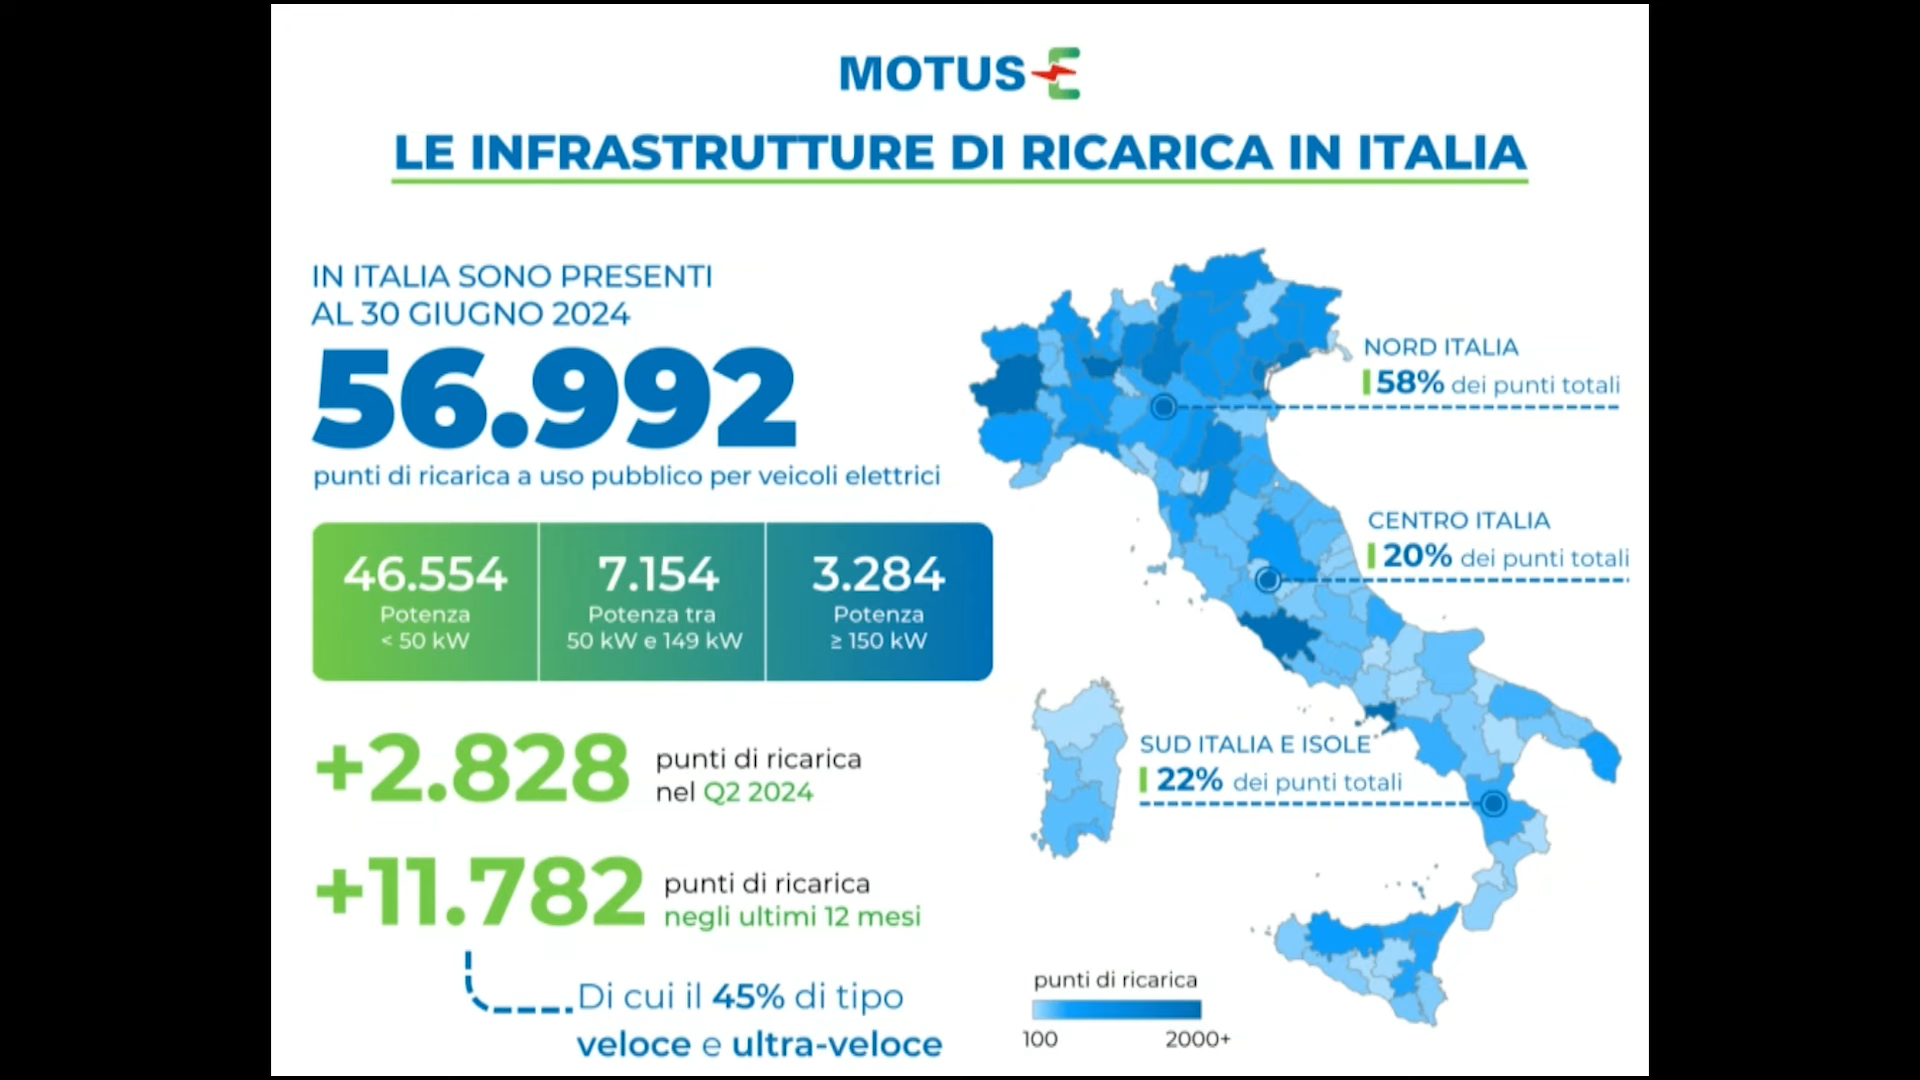 MOTUS E
LE INFRASTRUTTURE DI RICARICA IN ITALIA
IN ITALIA SONO PRESENTI
AL 30 GIUGNO 2024
56.992
punti di ricarica a uso pubblico per veicoli elettrici
46.554
Potenza
< 50 kW
7.154
Potenza tra
50 kW e 149 kW
3.284
Potenza
≥ 150 kW
+2.828
punti di ricarica
nel Q2 2024
+11.782
punti di ricarica
negli ultimi 12 mesi
Di cui il 45% di tipo
veloce e ultra-veloce
NORD ITALIA
58% dei punti totali
CENTRO ITALIA
20% dei punti totali
SUD ITALIA E ISOLE
22% dei punti totali
punti di ricarica
100
2000+